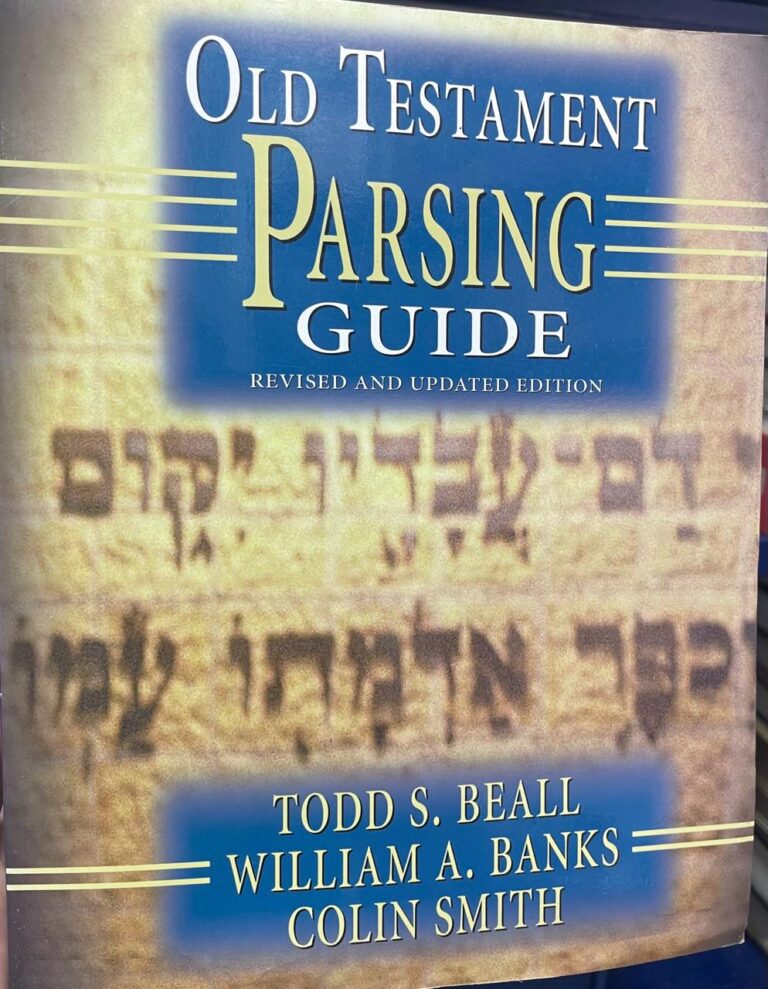 OLD TESTAMENT
PARSING
GUIDE
REVISED AND UPDATED EDITION
דם־עבדיו יקום
וכפר אדמתו עמו
TODD S. BEALL
WILLIAM A. BANKS
COLIN SMITH